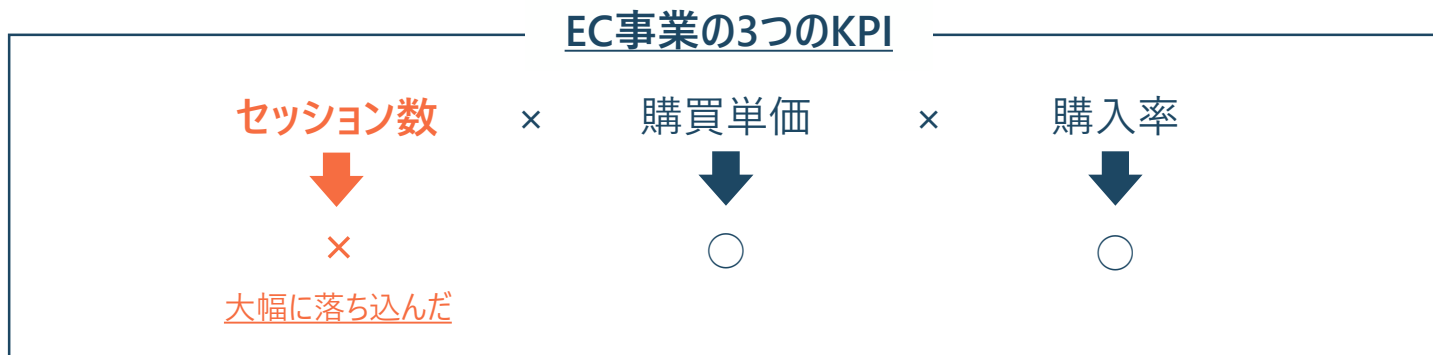 EC事業の3つのKPI
セッション数 × 購買単価 × 購入率
× ○ ○
大幅に落ち込んだ